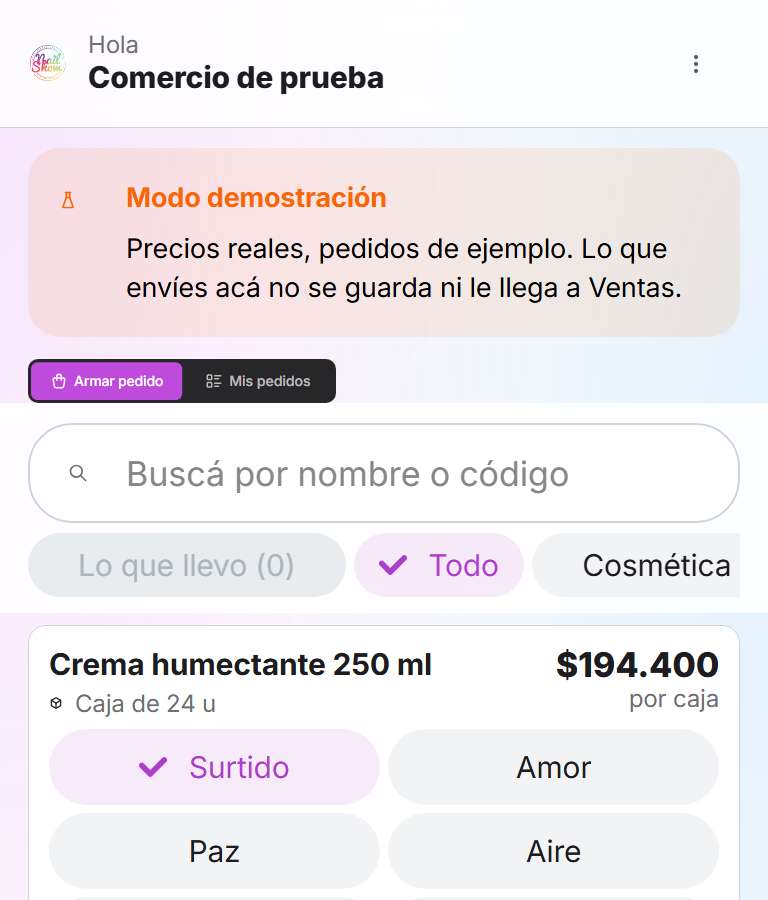 Nail
Show
Hola
Comercio de prueba
Modo demostración
Precios reales, pedidos de ejemplo. Lo que
envíes acá no se guarda ni le llega a Ventas.
Armar pedido Mis pedidos
Buscá por nombre o código
Lo que llevo (0) Todo Cosmética
Crema humectante 250 ml $194.400
Caja de 24 u por caja
Surtido Amor
Paz Aire